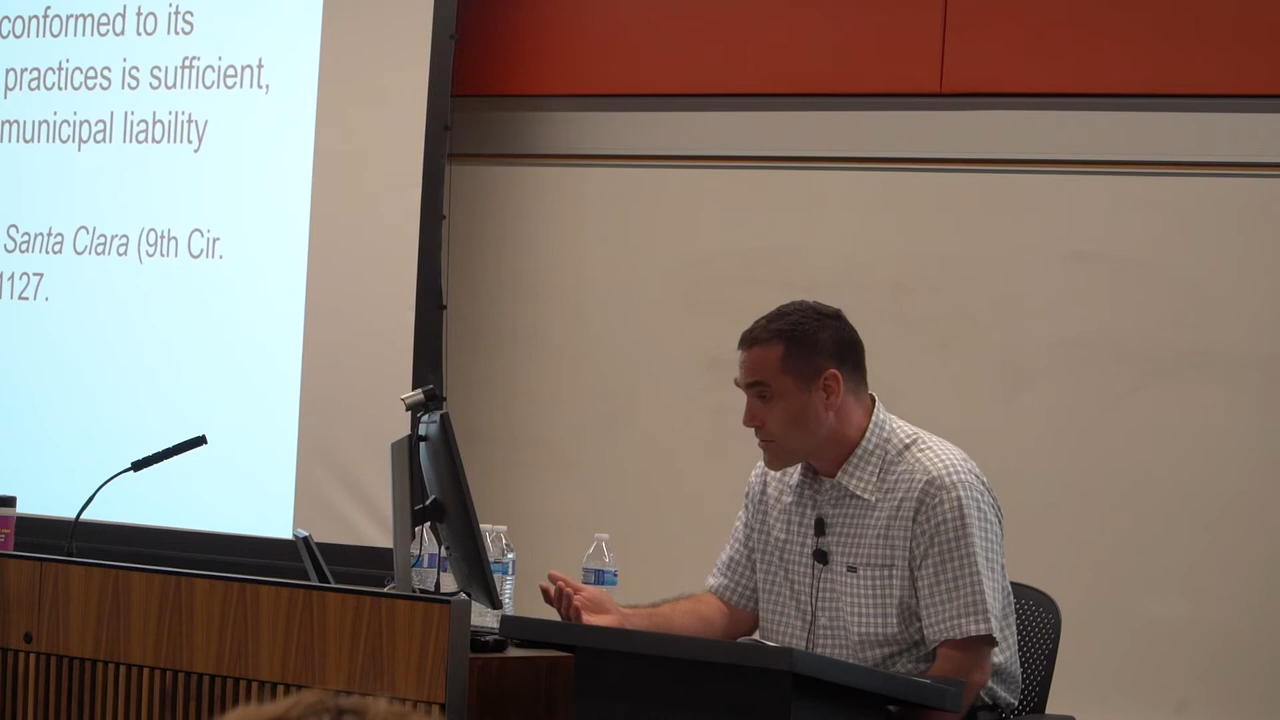 conformed to its
practices is sufficient,
municipal liability
Santa Clara (9th Cir.
1127.